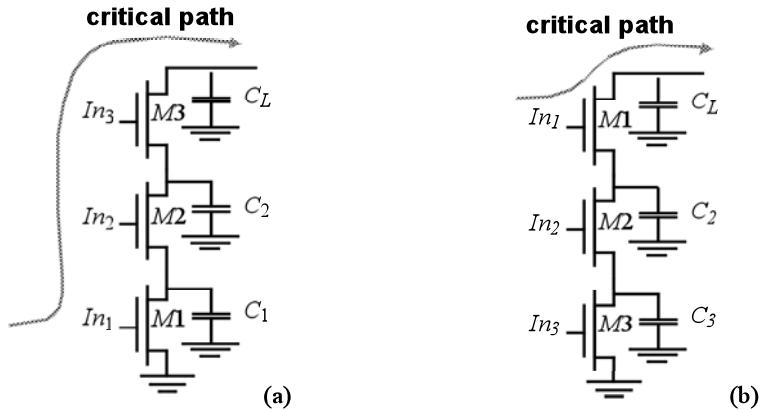 critical path
In3
M3
CL
In2
M2
C2
In1
M1
C1
(a)
critical path
In1
M1
CL
In2
M2
C2
In3
M3
C3
(b)